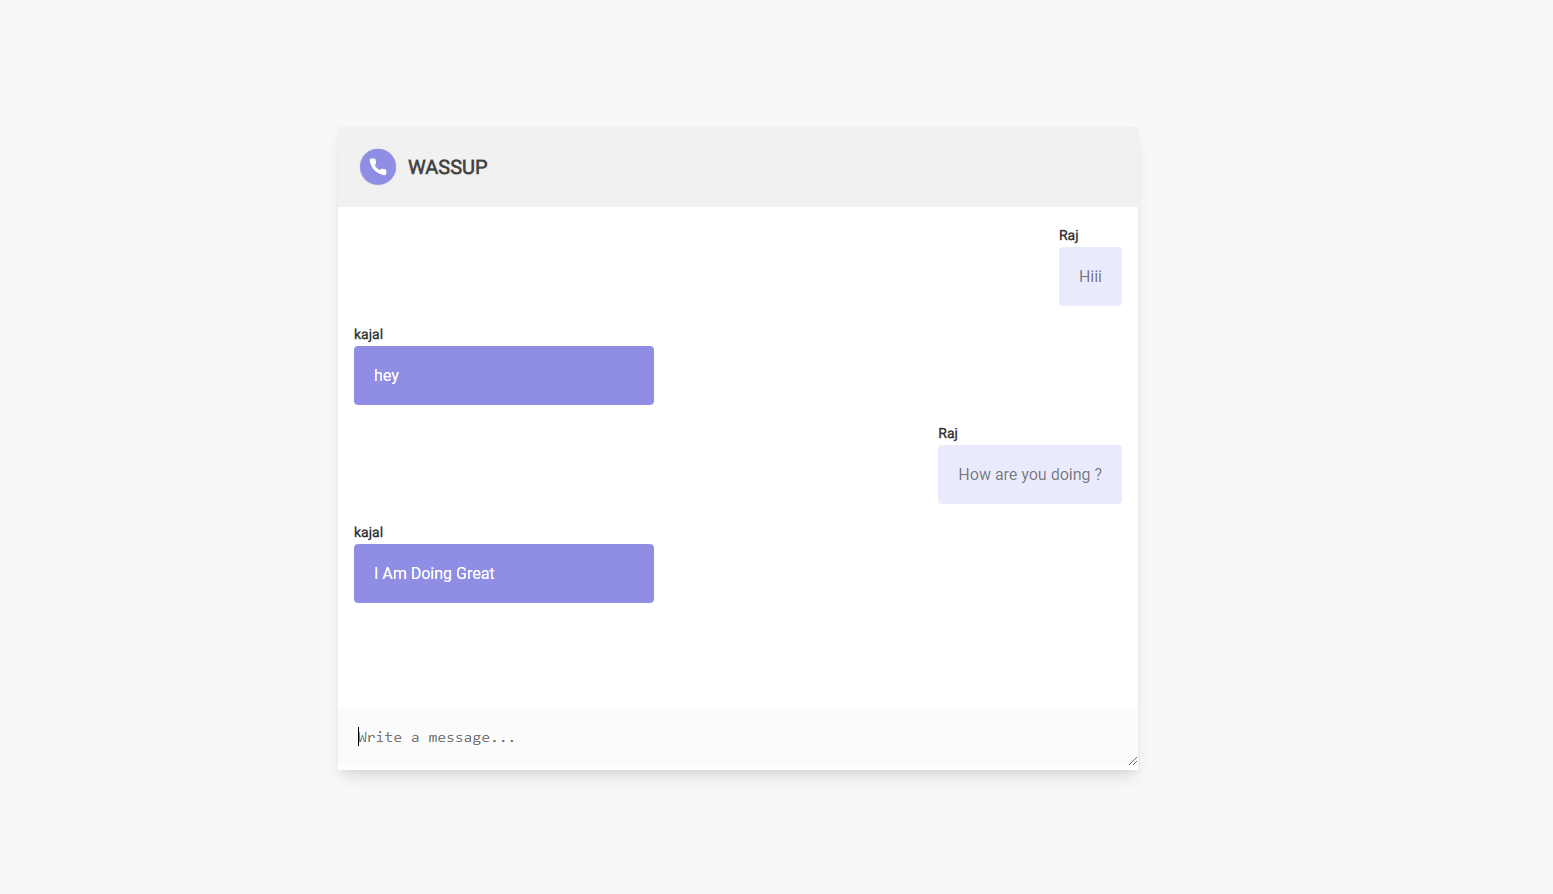 WASSUP
Raj
Hiii
kajal
hey
Raj
How are you doing ?
kajal
I Am Doing Great
Write a message...